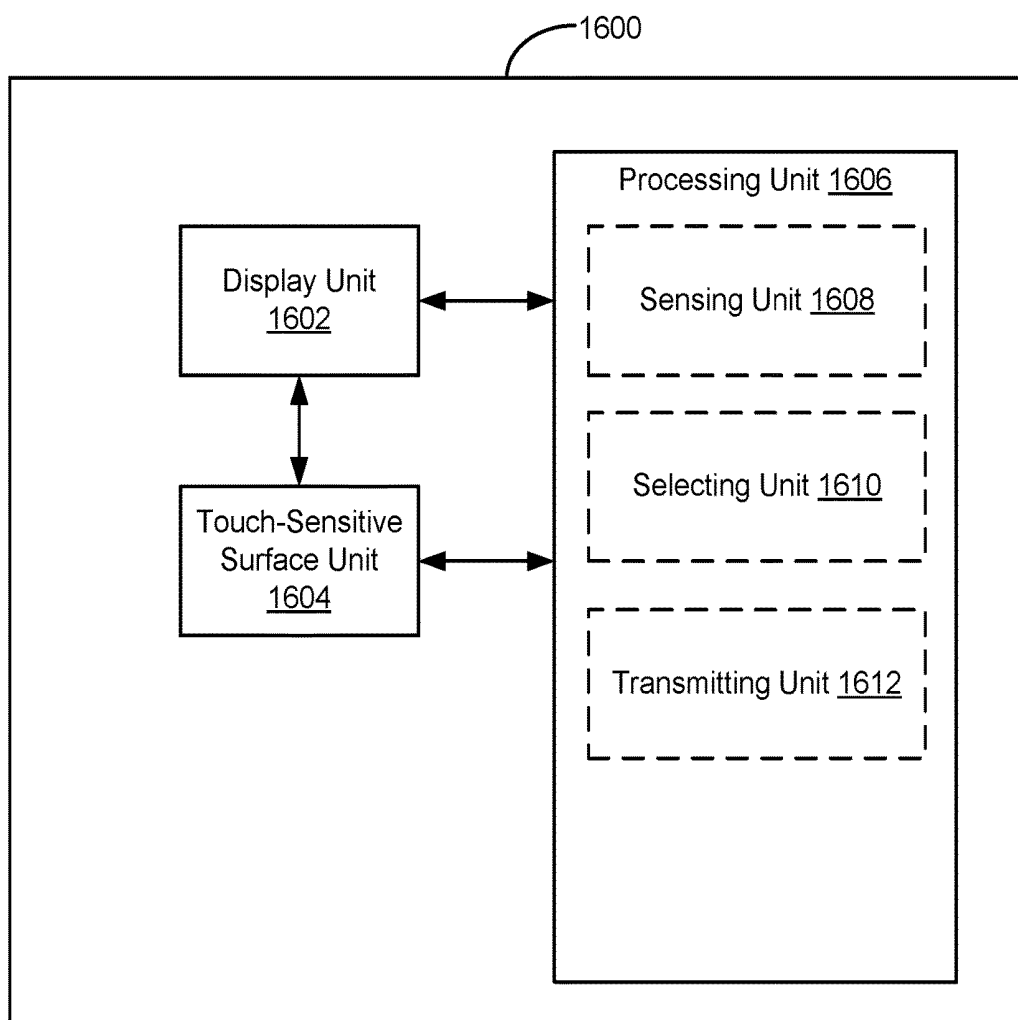 1600
Processing Unit 1606
Display Unit
1602
Sensing Unit 1608
Selecting Unit 1610
Touch-Sensitive
Surface Unit
1604
Transmitting Unit 1612